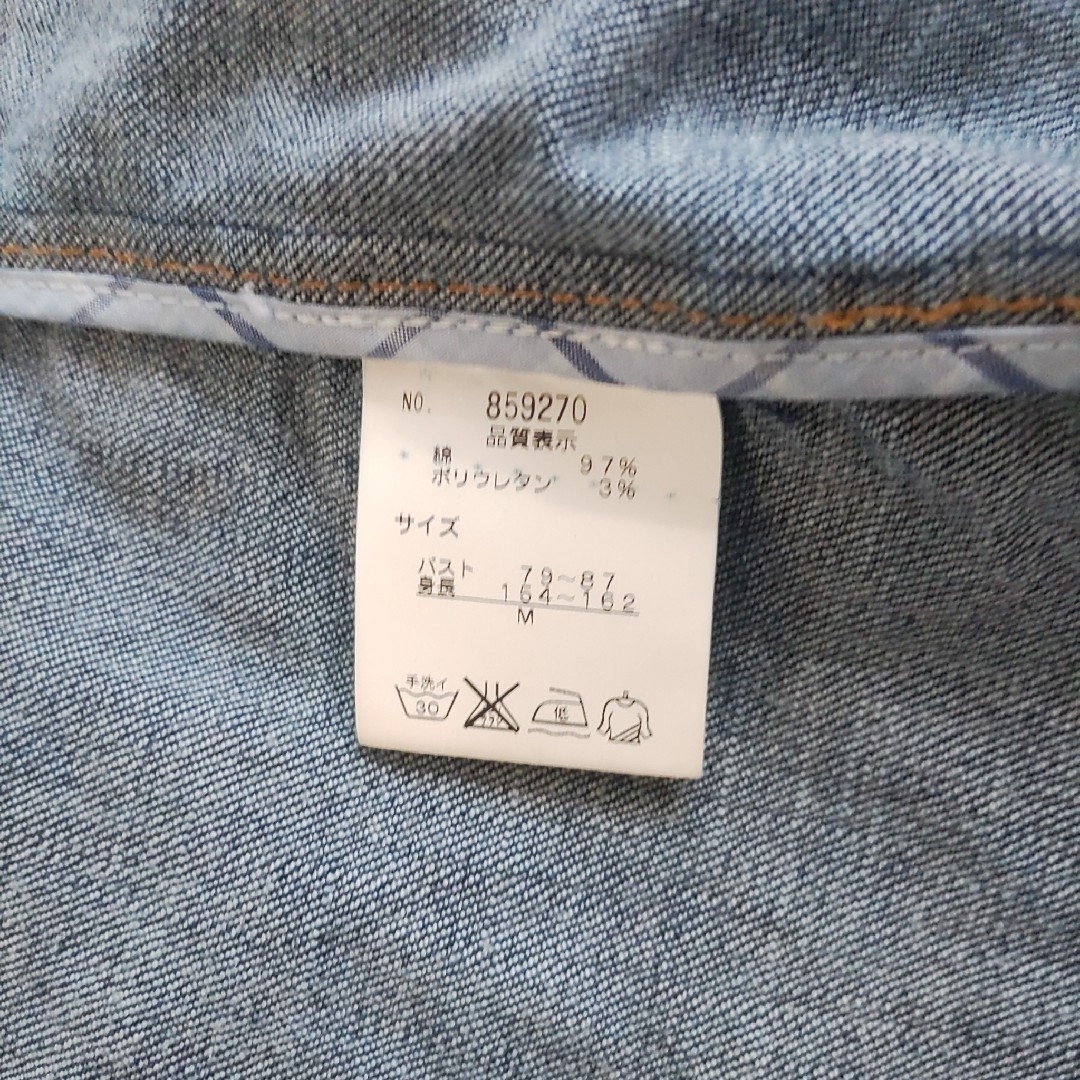 NO. 859270
品質表示
綿 97%
ポリウレタン 3%
サイズ
バスト 79~87
身長 154~162
M
手洗イ
30
低